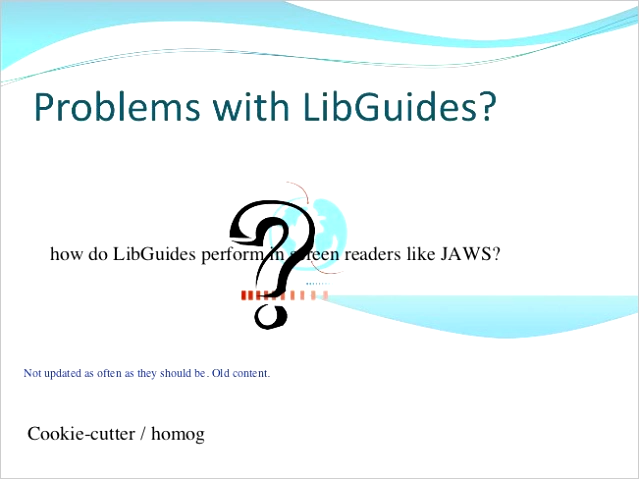 Problems with LibGuides?
how do LibGuides perform in screen readers like JAWS?
Not updated as often as they should be. Old content.
Cookie-cutter / homog